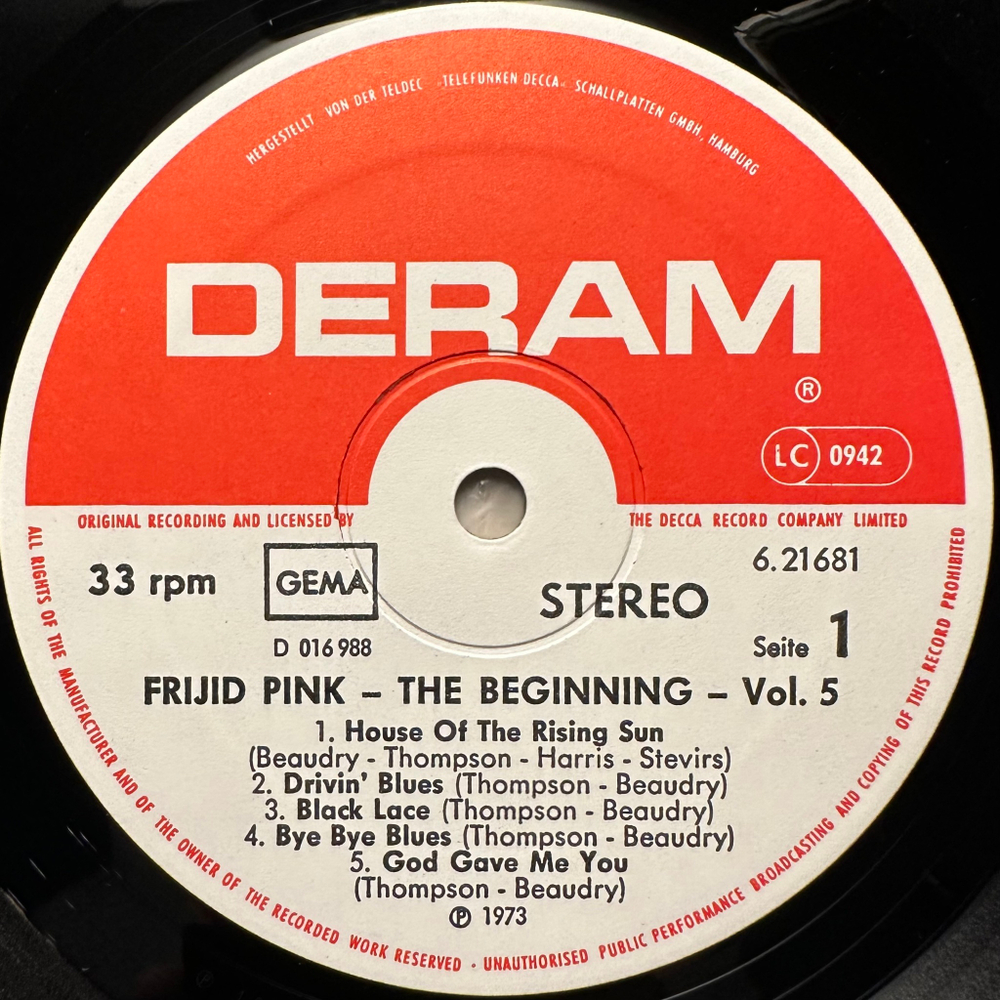 HERGESTELLT VON DER TELDEC »TELEFUNKEN DECCA« SCHALLPLATTEN GMBH, HAMBURG
DERAM
®
LC 0942
ORIGINAL RECORDING AND LICENSED BY THE DECCA RECORD COMPANY LIMITED
33 rpm
GEMA
D 016 988
STEREO
6.21681
Seite 1
FRIJID PINK – THE BEGINNING – Vol. 5
1. House Of The Rising Sun
(Beaudry - Thompson - Harris - Stevirs)
2. Drivin' Blues (Thompson - Beaudry)
3. Black Lace (Thompson - Beaudry)
4. Bye Bye Blues (Thompson - Beaudry)
5. God Gave Me You
(Thompson - Beaudry)
℗ 1973
ALL RIGHTS OF THE MANUFACTURER AND OF THE OWNER OF THE RECORDED WORK RESERVED · UNAUTHORISED PUBLIC PERFORMANCE BROADCASTING AND COPYING OF THIS RECORD PROHIBITED